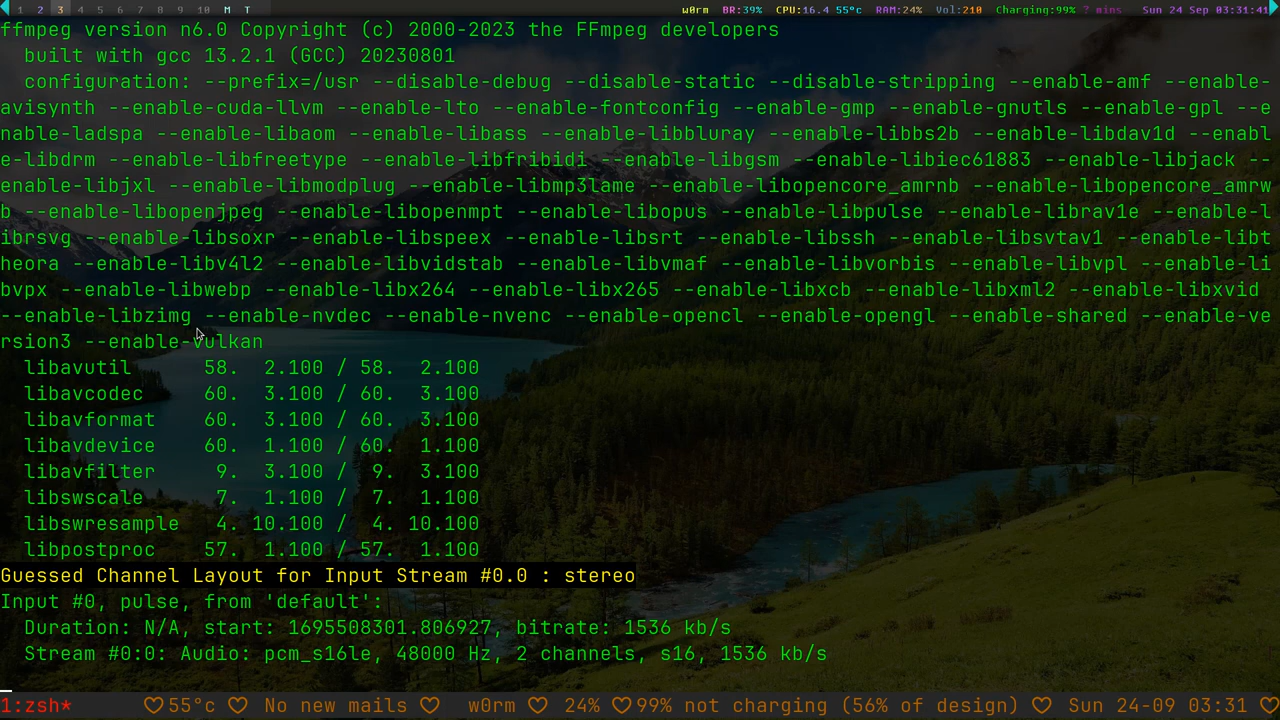 1 2 3 4 5 6 7 8 9 10 M T w0rm BR:39% CPU:16.4 55°c RAM:24% Vol:210 Charging:99% ? mins Sun 24 Sep 03:31:41
ffmpeg version n6.0 Copyright (c) 2000-2023 the FFmpeg developers
built with gcc 13.2.1 (GCC) 20230801
configuration: --prefix=/usr --disable-debug --disable-static --disable-stripping --enable-amf --enable-
avisynth --enable-cuda-llvm --enable-lto --enable-fontconfig --enable-gmp --enable-gnutls --enable-gpl --e
nable-ladspa --enable-libaom --enable-libass --enable-libbluray --enable-libbs2b --enable-libdav1d --enabl
e-libdrm --enable-libfreetype --enable-libfribidi --enable-libgsm --enable-libiec61883 --enable-libjack --
enable-libjxl --enable-libmodplug --enable-libmp3lame --enable-libopencore_amrnb --enable-libopencore_amrw
b --enable-libopenjpeg --enable-libopenmpt --enable-libopus --enable-libpulse --enable-librav1e --enable-l
ibrsvg --enable-libsoxr --enable-libspeex --enable-libsrt --enable-libssh --enable-libsvtav1 --enable-libt
heora --enable-libv4l2 --enable-libvidstab --enable-libvmaf --enable-libvorbis --enable-libvpl --enable-li
bvpx --enable-libwebp --enable-libx264 --enable-libx265 --enable-libxcb --enable-libxml2 --enable-libxvid
--enable-libzimg --enable-nvdec --enable-nvenc --enable-opencl --enable-opengl --enable-shared --enable-ve
rsion3 --enable-vulkan
libavutil 58. 2.100 / 58. 2.100
libavcodec 60. 3.100 / 60. 3.100
libavformat 60. 3.100 / 60. 3.100
libavdevice 60. 1.100 / 60. 1.100
libavfilter 9. 3.100 / 9. 3.100
libswscale 7. 1.100 / 7. 1.100
libswresample 4. 10.100 / 4. 10.100
libpostproc 57. 1.100 / 57. 1.100
Guessed Channel Layout for Input Stream #0.0 : stereo
Input #0, pulse, from 'default':
Duration: N/A, start: 1695508301.806927, bitrate: 1536 kb/s
Stream #0:0: Audio: pcm_s16le, 48000 Hz, 2 channels, s16, 1536 kb/s
1:zsh* ♡55°c ♡ No new mails ♡ w0rm ♡ 24% ♡99% not charging (56% of design) ♡ Sun 24-09 03:31 ♡